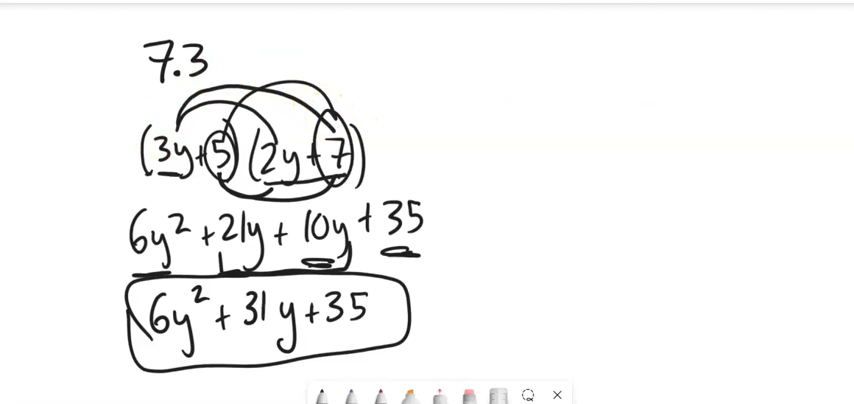 7.3
(3y+5)(2y+7)
6y² + 21y + 10y + 35
6y² + 31y + 35